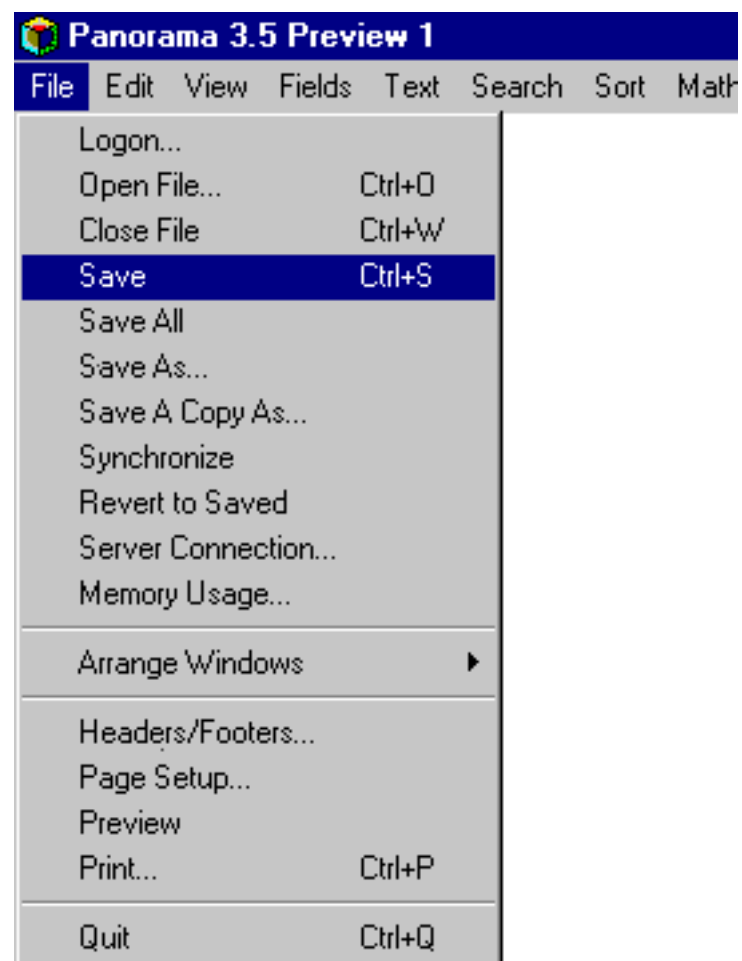 Panorama 3.5 Preview 1
File Edit View Fields Text Search Sort Math
Logon...
Open File... Ctrl+O
Close File Ctrl+W
Save Ctrl+S
Save All
Save As...
Save A Copy As...
Synchronize
Revert to Saved
Server Connection...
Memory Usage...
Arrange Windows
Headers/Footers...
Page Setup...
Preview
Print... Ctrl+P
Quit Ctrl+Q